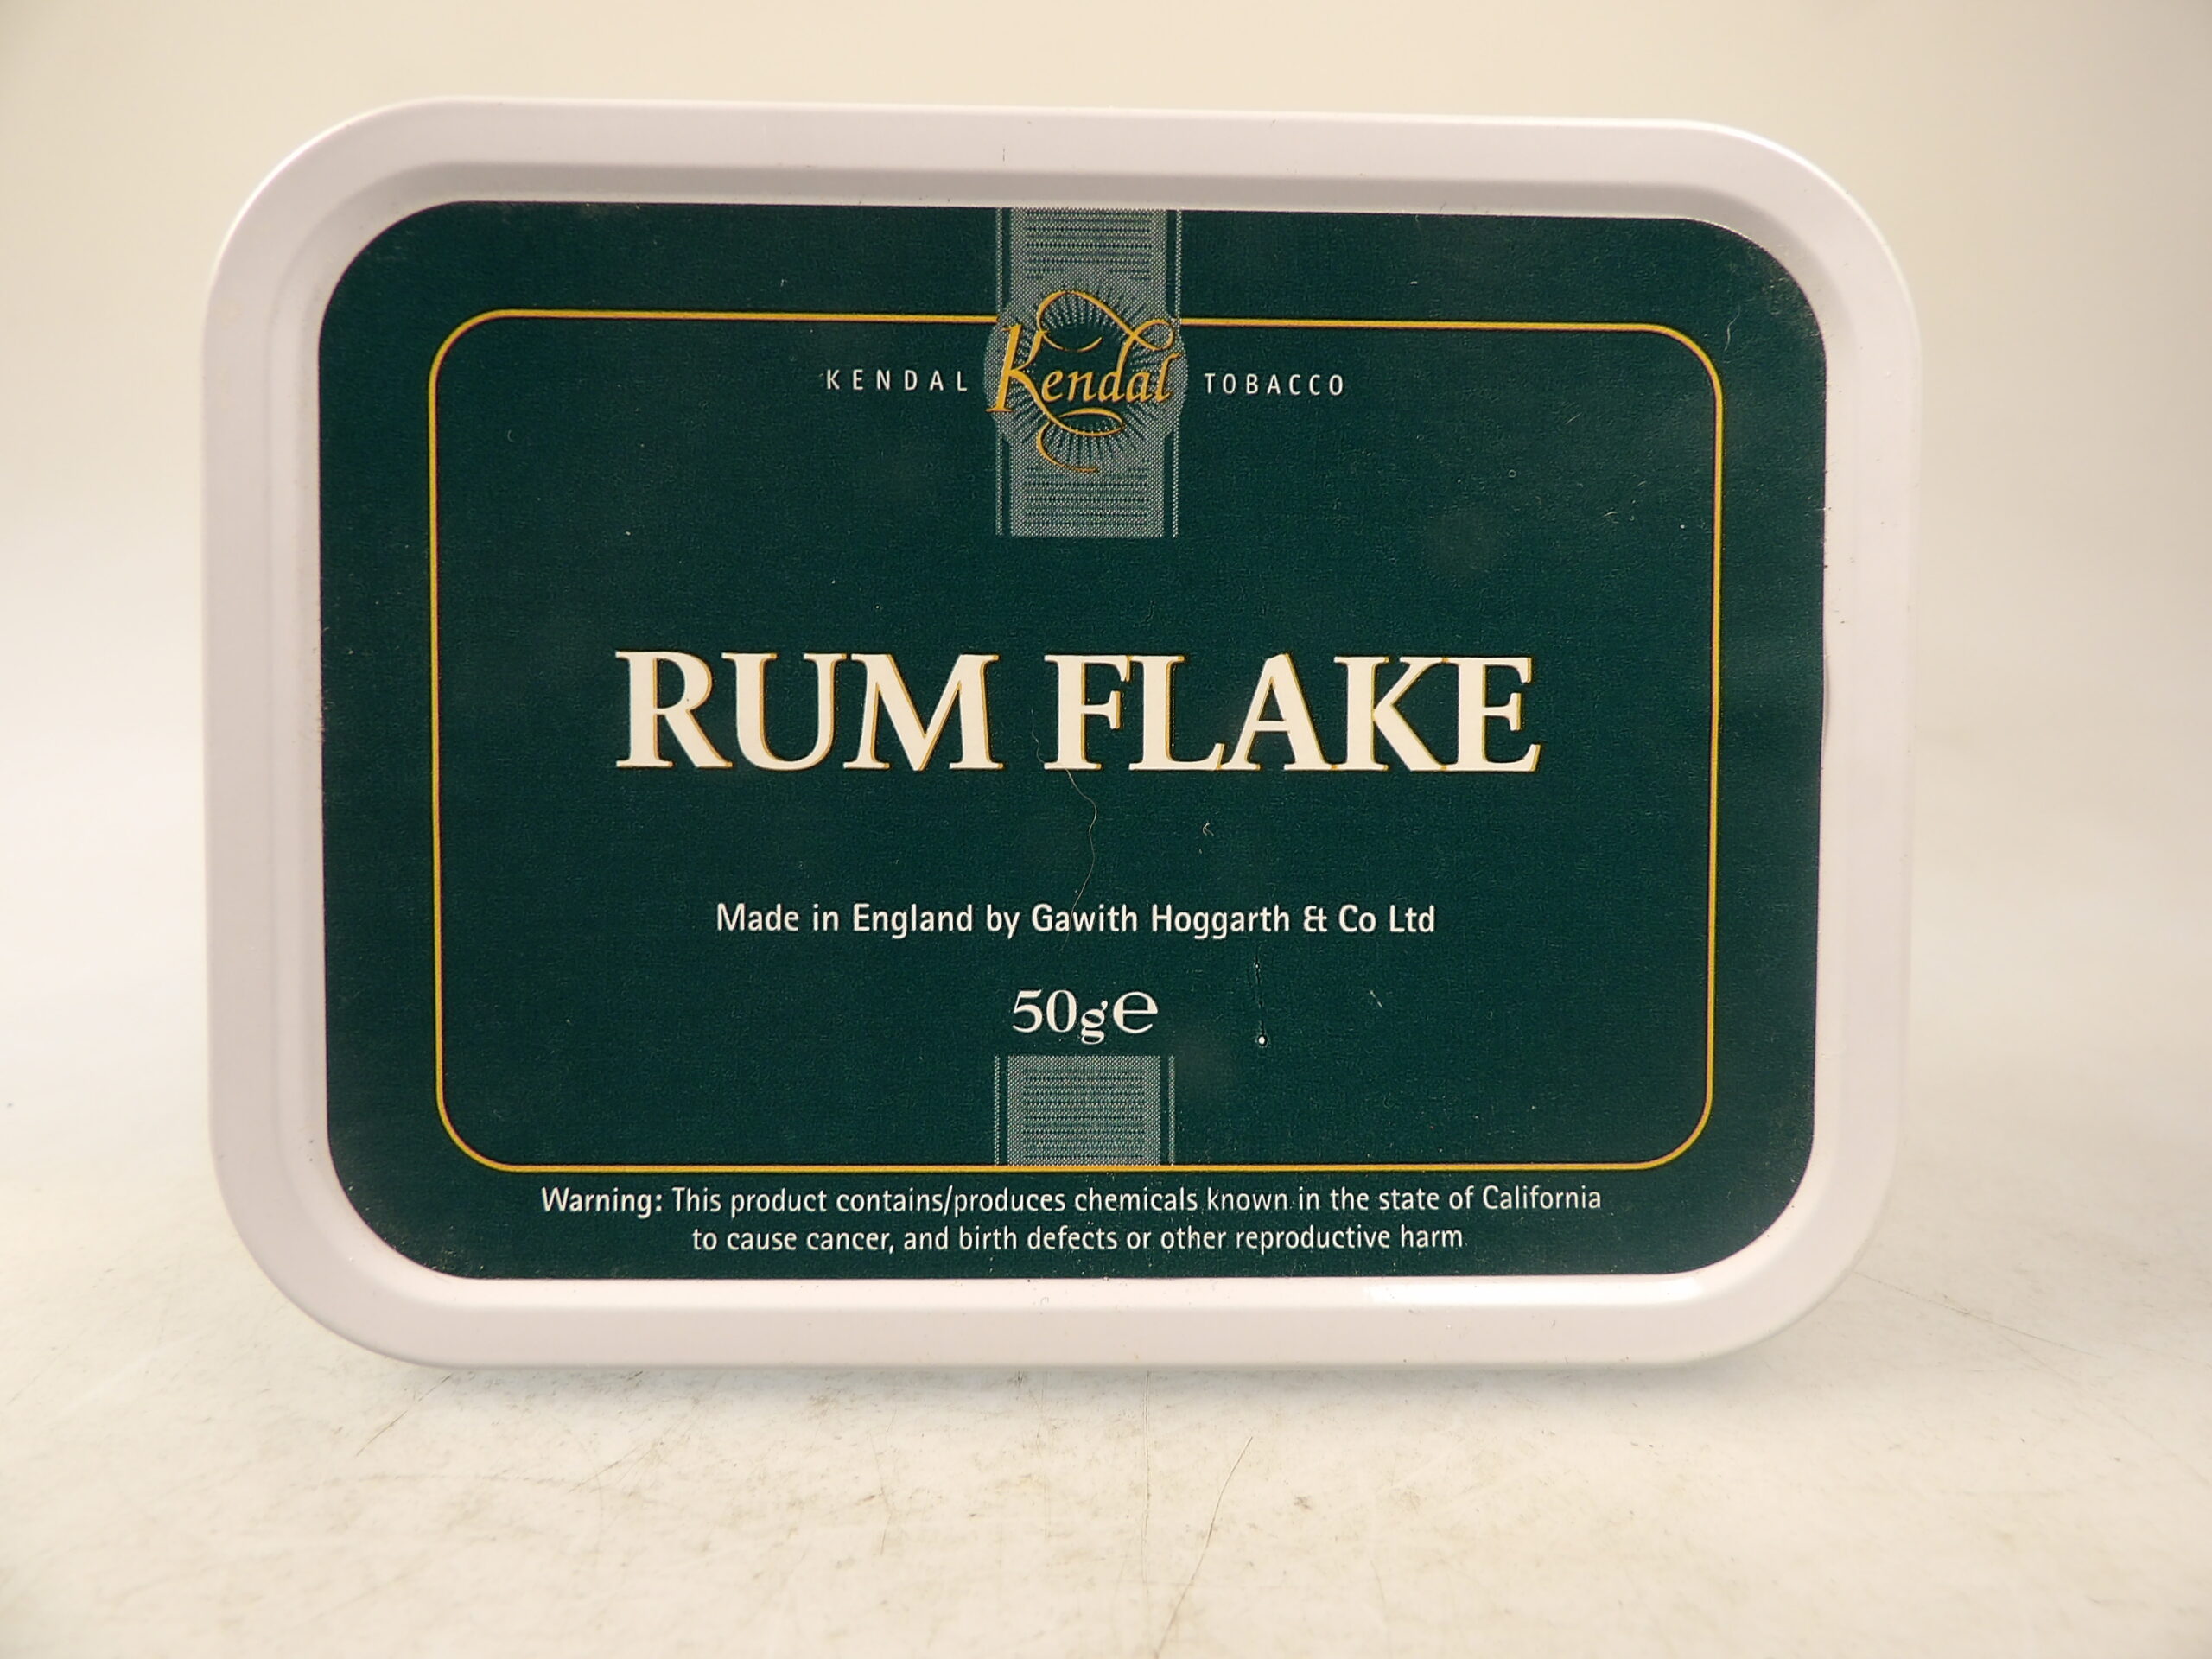 KENDAL Kendal TOBACCO
RUM FLAKE
Made in England by Gawith Hoggarth & Co Ltd
50g℮
Warning: This product contains/produces chemicals known in the state of California
to cause cancer, and birth defects or other reproductive harm